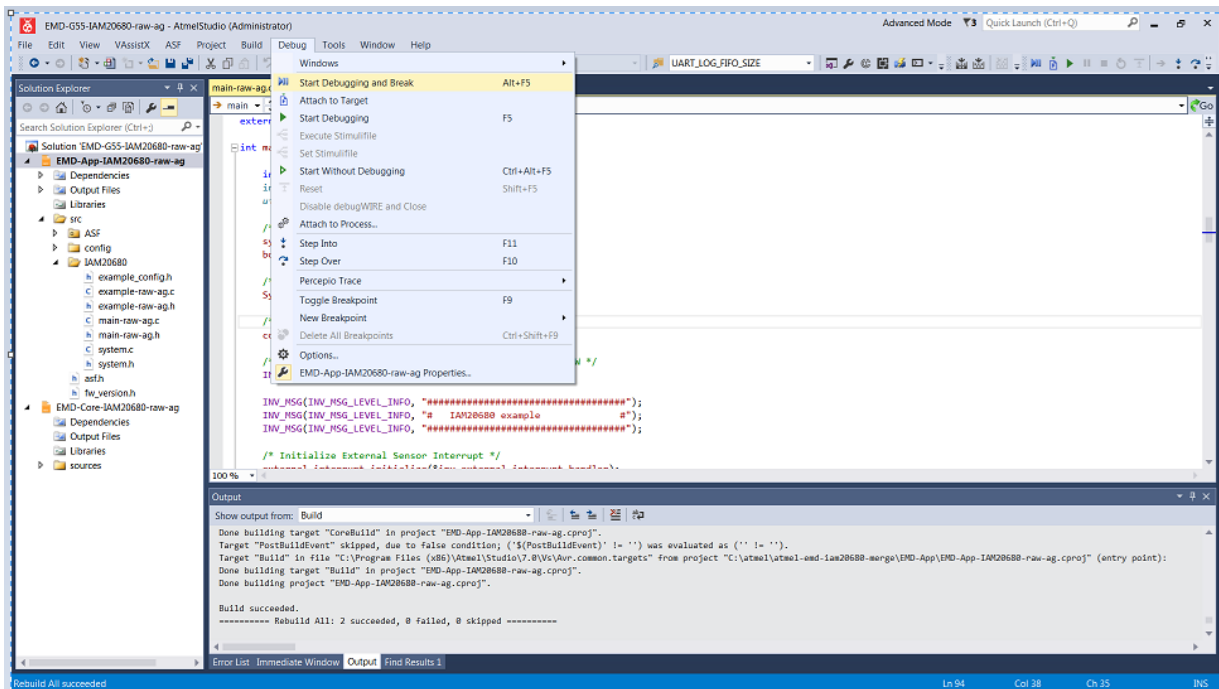 EMD-G55-IAM20680-raw-ag - AtmelStudio (Administrator)
Advanced Mode
3
Quick Launch (Ctrl+Q)
File Edit View VAssistX ASF Project Build Debug Tools Window Help
UART_LOG_FIFO_SIZE
Solution Explorer
Search Solution Explorer (Ctrl+;)
Solution 'EMD-G55-IAM20680-raw-ag'
EMD-App-IAM20680-raw-ag
Dependencies
Output Files
Libraries
src
ASF
config
IAM20680
example_config.h
example-raw-ag.c
example-raw-ag.h
main-raw-ag.c
main-raw-ag.h
system.c
system.h
asf.h
fw_version.h
EMD-Core-IAM20680-raw-ag
Dependencies
Output Files
Libraries
sources
Windows
Start Debugging and Break Alt+F5
Attach to Target
Start Debugging F5
Execute Stimulifile
Set Stimulifile
Start Without Debugging Ctrl+Alt+F5
Reset Shift+F5
Disable debugWIRE and Close
Attach to Process...
Step Into F11
Step Over F10
Percepio Trace
Toggle Breakpoint F9
New Breakpoint
Delete All Breakpoints Ctrl+Shift+F9
Options...
EMD-App-IAM20680-raw-ag Properties...
main-raw-ag.c
main
Go
exter
int m
W */
INV_MSG(INV_MSG_LEVEL_INFO, "###################################");
INV_MSG(INV_MSG_LEVEL_INFO, "# IAM20680 example #");
INV_MSG(INV_MSG_LEVEL_INFO, "###################################");
/* Initialize External Sensor Interrupt */
100 %
Output
Show output from: Build
Done building target "CoreBuild" in project "EMD-App-IAM20680-raw-ag.cproj".
Target "PostBuildEvent" skipped, due to false condition; ('$(PostBuildEvent)' != '') was evaluated as ('' != '').
Target "Build" in file "C:\Program Files (x86)\Atmel\Studio\7.0\Vs\Avr.common.targets" from project "C:\atmel\atmel-emd-iam20680-merge\EMD-App\EMD-App-IAM20680-raw-ag.cproj" (entry point):
Done building target "Build" in project "EMD-App-IAM20680-raw-ag.cproj".
Done building project "EMD-App-IAM20680-raw-ag.cproj".
Build succeeded.
========== Rebuild All: 2 succeeded, 0 failed, 0 skipped ==========
Error List Immediate Window Output Find Results 1
Rebuild All succeeded
Ln 94 Col 38 Ch 35 INS